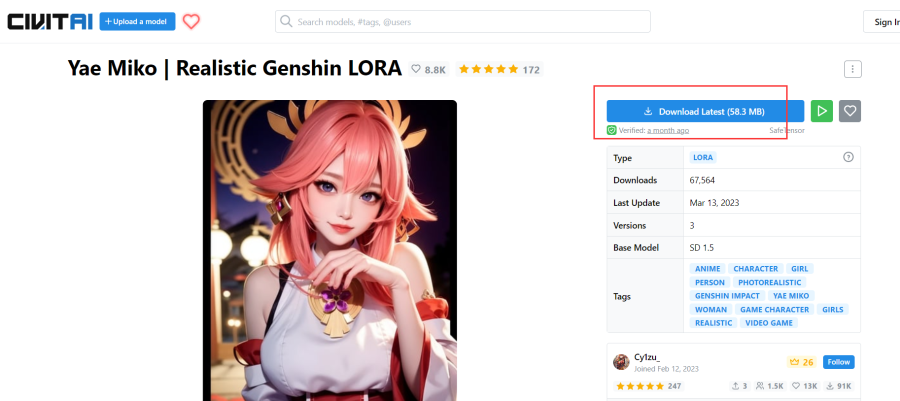 CIVITAI
+ Upload a model
Search models, #tags, @users
Sign In
Yae Miko | Realistic Genshin LORA
8.8K
172
Download Latest (58.3 MB)
Verified: a month ago
SafeTensor
Type
LORA
Downloads
67,564
Last Update
Mar 13, 2023
Versions
3
Base Model
SD 1.5
Tags
ANIME CHARACTER GIRL
PERSON PHOTOREALISTIC
GENSHIN IMPACT YAE MIKO
WOMAN GAME CHARACTER GIRLS
REALISTIC VIDEO GAME
Cy1zu_
Joined Feb 12, 2023
26
Follow
247
3 1.5K 13K 91K